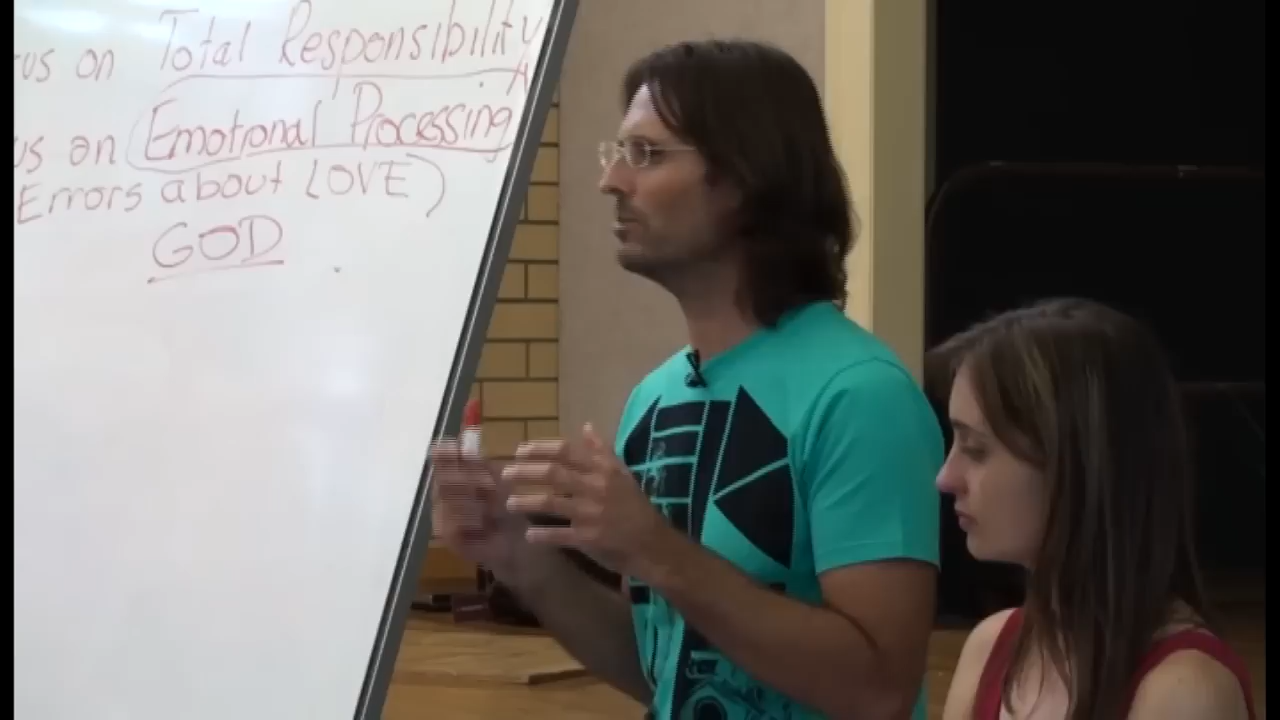 us on Total Responsibility
us on (Emotional Processing
Errors about LOVE)
GOD